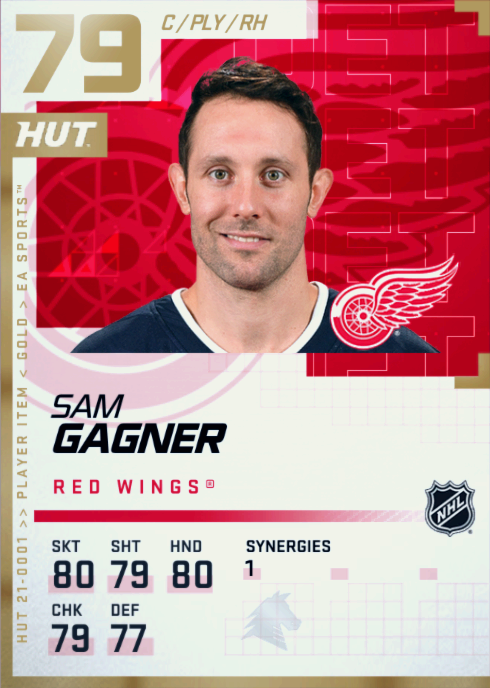 79
C / PLY / RH
HUT™
HUT 21-0001 >> PLAYER ITEM < GOLD > EA SPORTS™
SAM
GAGNER
RED WINGS®
NHL
SKT SHT HND
80 79 80
SYNERGIES
1
CHK DEF
79 77